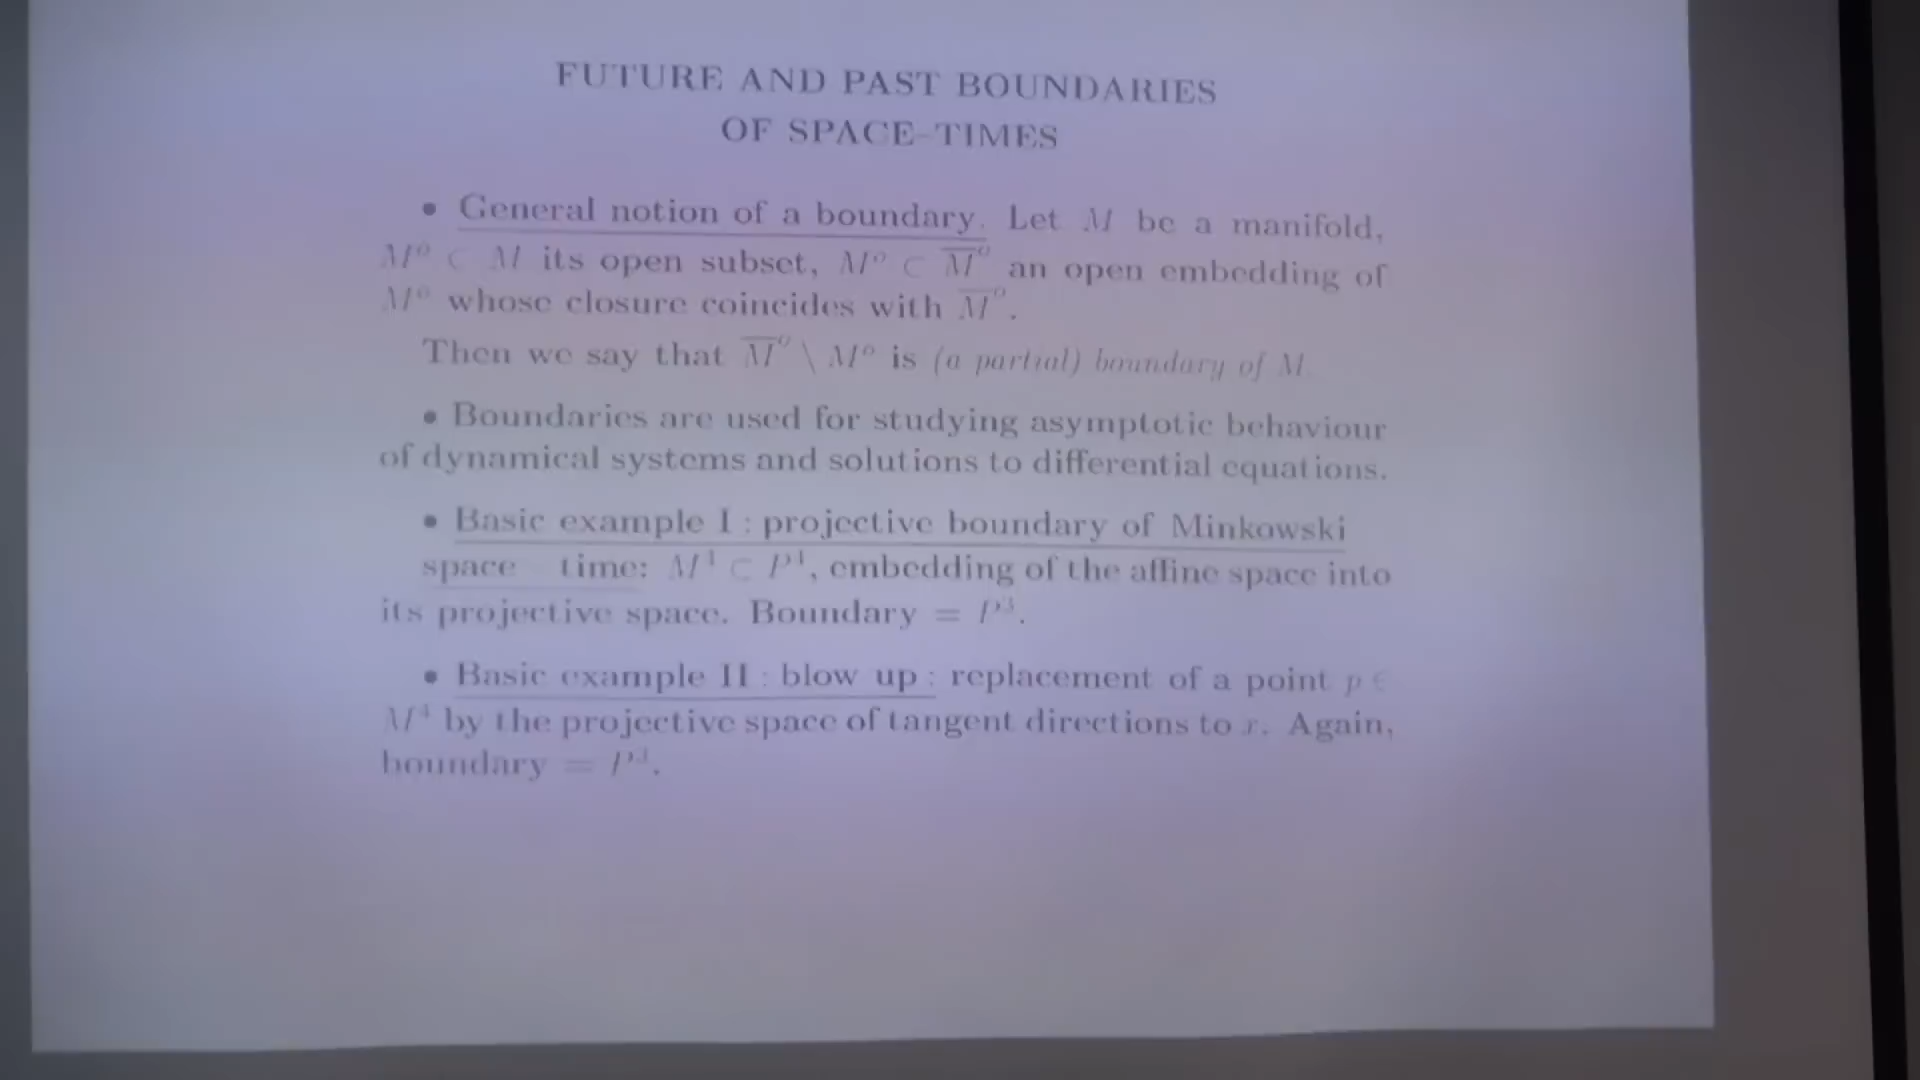 FUTURE AND PAST BOUNDARIES
OF SPACE–TIMES
• General notion of a boundary. Let M be a manifold,
M° ⊂ M its open subset, M° ⊂ M̅° an open embedding of
M° whose closure coincides with M̅°.
Then we say that M̅° \ M° is (a partial) boundary of M.
• Boundaries are used for studying asymptotic behaviour
of dynamical systems and solutions to differential equations.
• Basic example I : projective boundary of Minkowski
space time: M⁴ ⊂ P⁴, embedding of the affine space into
its projective space. Boundary = P³.
• Basic example II : blow up : replacement of a point p ∈
M⁴ by the projective space of tangent directions to x. Again,
boundary = P³.